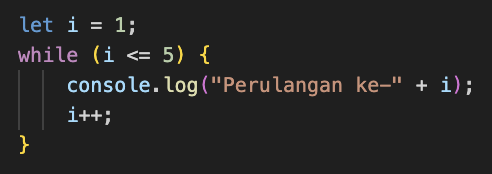 let i = 1;
while (i <= 5) {
    console.log("Perulangan ke-" + i);
    i++;
}